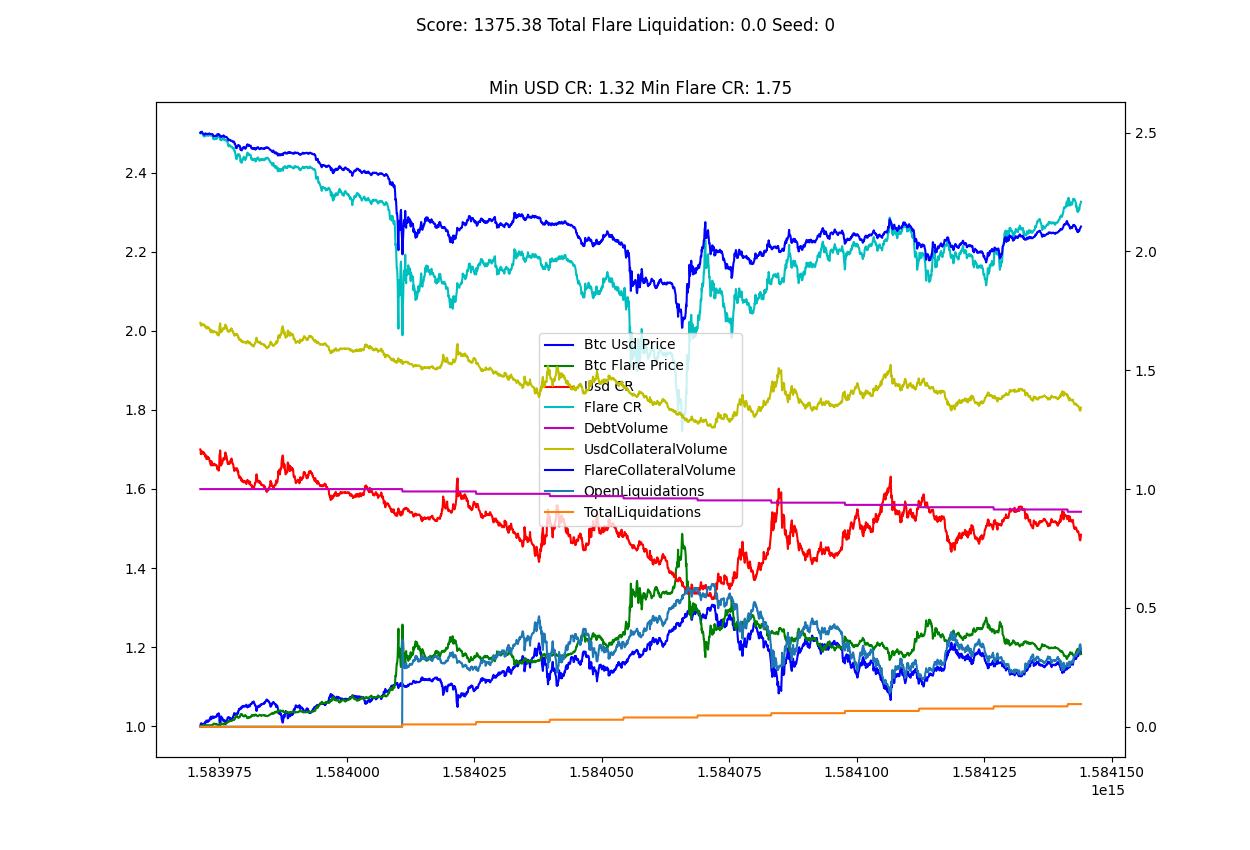 Score: 1375.38 Total Flare Liquidation: 0.0 Seed: 0
Min USD CR: 1.32 Min Flare CR: 1.75
2.4
2.2
2.0
1.8
1.6
1.4
1.2
1.0
2.5
2.0
1.5
1.0
0.5
0.0
Btc Usd Price
Btc Flare Price
Usd CR
Flare CR
DebtVolume
UsdCollateralVolume
FlareCollateralVolume
OpenLiquidations
TotalLiquidations
1.583975 1.584000 1.584025 1.584050 1.584075 1.584100 1.584125 1.584150
1e15